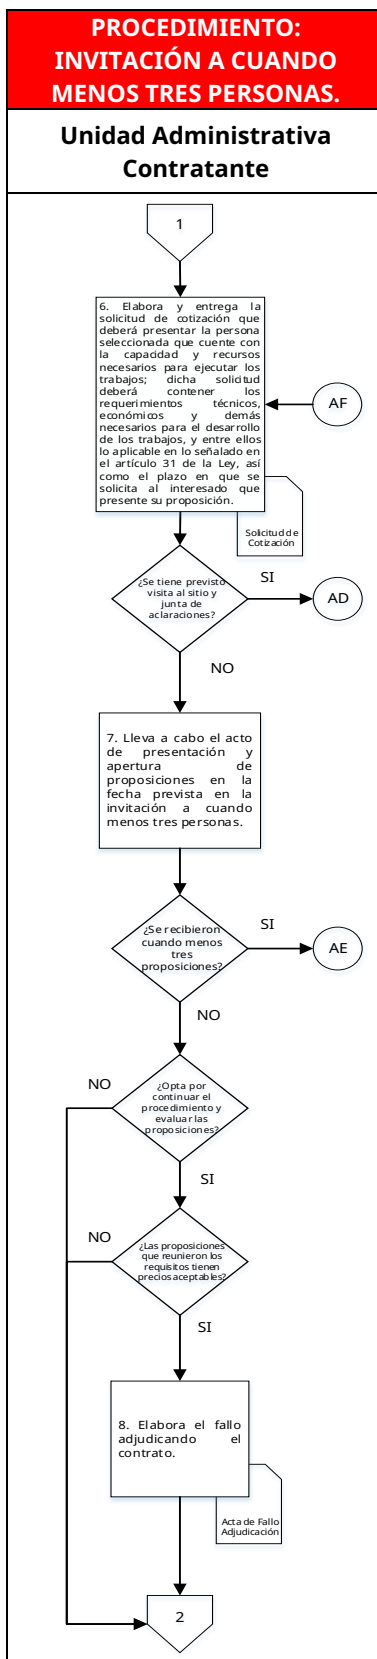 PROCEDIMIENTO:
INVITACIÓN A CUANDO
MENOS TRES PERSONAS.
Unidad Administrativa
Contratante
1
6. Elabora y entrega la
solicitud de cotización que
deberá presentar la persona
seleccionada que cuente con
la capacidad y recursos
necesarios para ejecutar los
trabajos; dicha solicitud
deberá contener los
requerimientos técnicos,
económicos y demás
necesarios para el desarrollo
de los trabajos, y entre ellos
lo aplicable en lo señalado en
el artículo 31 de la Ley, así
como el plazo en que se
solicita al interesado que
presente su proposición.
AF
Solicitud de
Cotización
¿Se tiene previsto
visita al sitio y
junta de
aclaraciones?
SI
AD
NO
7. Lleva a cabo el acto
de presentación y
apertura de
proposiciones en la
fecha prevista en la
invitación a cuando
menos tres personas.
¿Se recibieron
cuando menos
tres
proposiciones?
SI
AE
NO
NO
¿Opta por
continuar el
procedimiento y
evaluar las
proposiciones?
SI
NO
¿Las proposiciones
que reunieron los
requisitos tienen
precios aceptables?
SI
8. Elabora el fallo
adjudicando el
contrato.
Acta de Fallo
Adjudicación
2